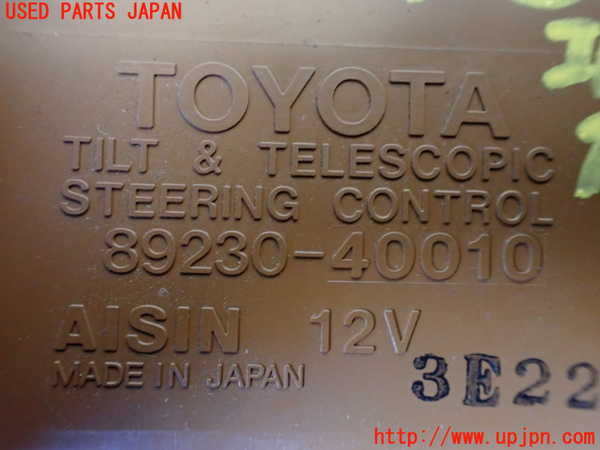 USED PARTS JAPAN
TOYOTA
TILT & TELESCOPIC
STEERING CONTROL
89230-40010
AISIN 12V
MADE IN JAPAN
3E22
http://www.upjpn.com